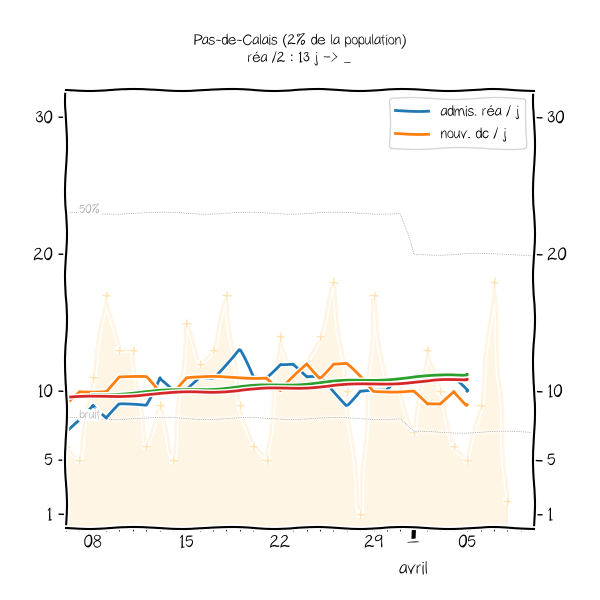 Pas-de-Calais (2% de la population)
réa /2 : 13 j -> _
admis. réa / j
nouv. dc / j
30
30
50%
20
20
10
10
bruit
5
5
1
1
08
15
22
29
05
avril